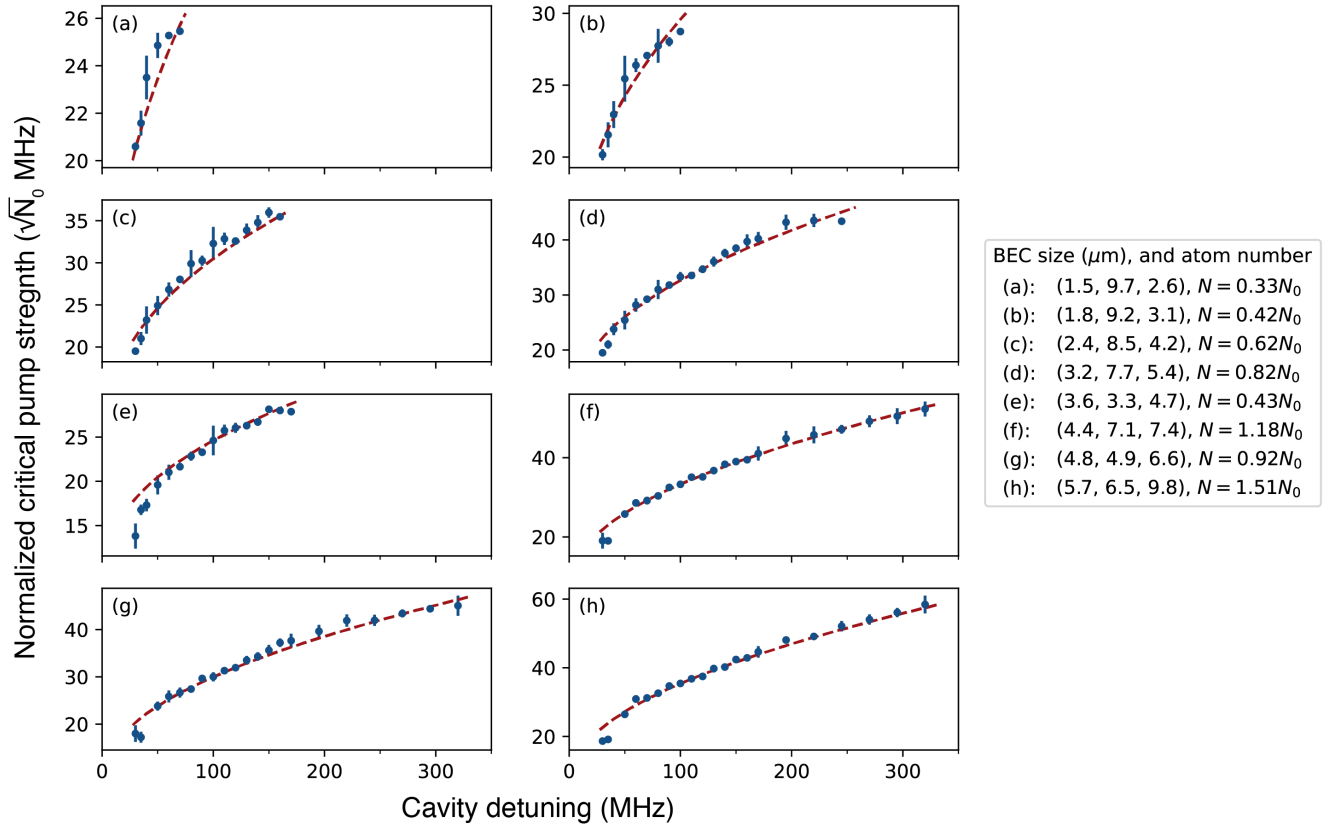 Normalized critical pump stregnth (√N₀ MHz)
(a)
26
24
22
20
(b)
30
25
20
(c)
35
30
25
20
(d)
40
30
20
(e)
25
20
15
(f)
40
20
(g)
40
30
20
0 100 200 300
(h)
60
40
20
0 100 200 300
Cavity detuning (MHz)
BEC size (μm), and atom number
(a): (1.5, 9.7, 2.6), N = 0.33N₀
(b): (1.8, 9.2, 3.1), N = 0.42N₀
(c): (2.4, 8.5, 4.2), N = 0.62N₀
(d): (3.2, 7.7, 5.4), N = 0.82N₀
(e): (3.6, 3.3, 4.7), N = 0.43N₀
(f): (4.4, 7.1, 7.4), N = 1.18N₀
(g): (4.8, 4.9, 6.6), N = 0.92N₀
(h): (5.7, 6.5, 9.8), N = 1.51N₀